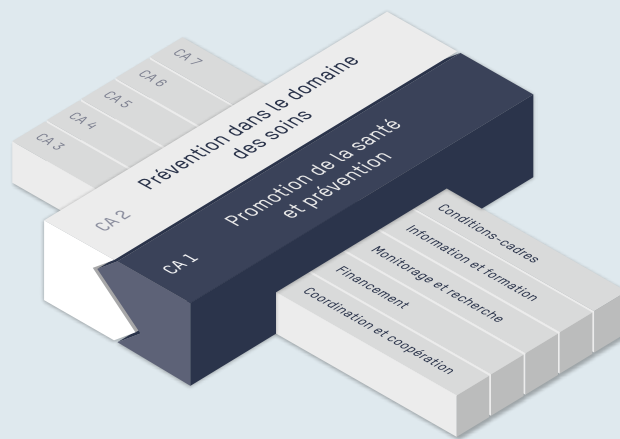 CA 7
CA 6
CA 5
CA 4
CA 3
CA 2
Prévention dans le domaine
des soins
CA 1
Promotion de la santé
et prévention
Conditions-cadres
Information et formation
Monitorage et recherche
Financement
Coordination et coopération